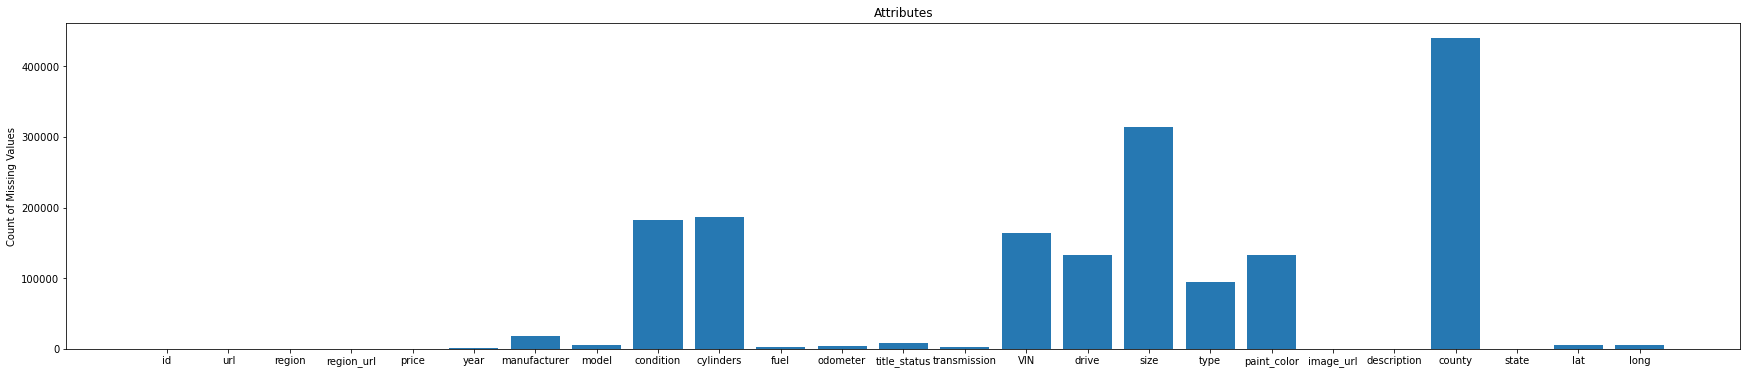 Attributes
Count of Missing Values
400000
300000
200000
100000
0
id url region region_url price year manufacturer model condition cylinders fuel odometer title_status transmission VIN drive size type paint_color image_url description county state lat long